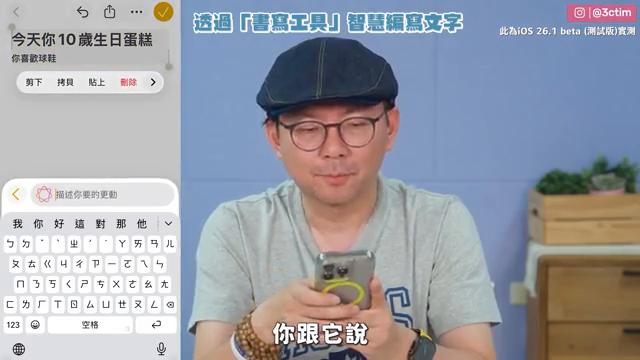 透過「書寫工具」智慧編寫文字
@3ctim
此為iOS 26.1 beta (測試版)實測
今天你 10 歲生日蛋糕
你喜歡球鞋
剪下 拷貝 貼上 刪除
描述你要的更動
我 你 好 這 對 那 他
ㄅ ㄉ ˇ ˋ ㄓ ˊ ˙ ㄚ ㄞ ㄢ ㄦ
ㄆ ㄊ ㄍ ㄐ ㄔ ㄗ ㄧ ㄛ ㄟ ㄣ
ㄇ ㄋ ㄎ ㄑ ㄕ ㄘ ㄨ ㄜ ㄠ ㄤ
ㄈ ㄌ ㄏ ㄒ ㄖ ㄙ ㄩ ㄝ ㄡ ㄥ
123 空格
你跟它說